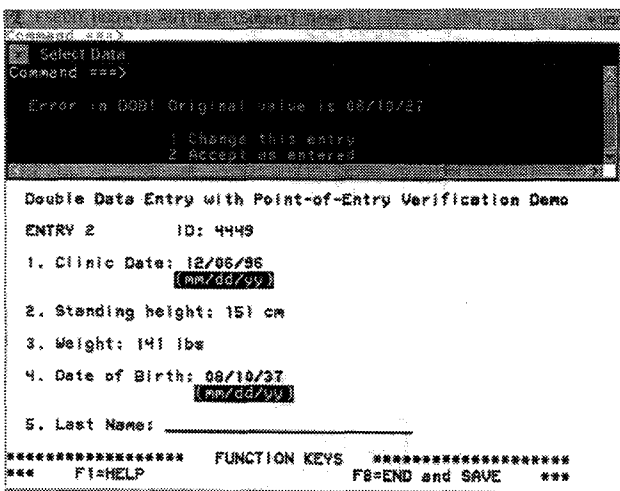 Command ===>
Select Data
Command ===>
Error in DOB! Original value is 08/10/27
1 Change this entry
2 Accept as entered
Double Data Entry with Point-of-Entry Verification Demo
ENTRY 2 ID: 4449
1. Clinic Date: 12/06/96
(mm/dd/yy)
2. Standing height: 151 cm
3. Weight: 141 lbs
4. Date of Birth: 08/10/37
(mm/dd/yy)
5. Last Name:
******************* FUNCTION KEYS *********************
*** F1=HELP F8=END and SAVE ***